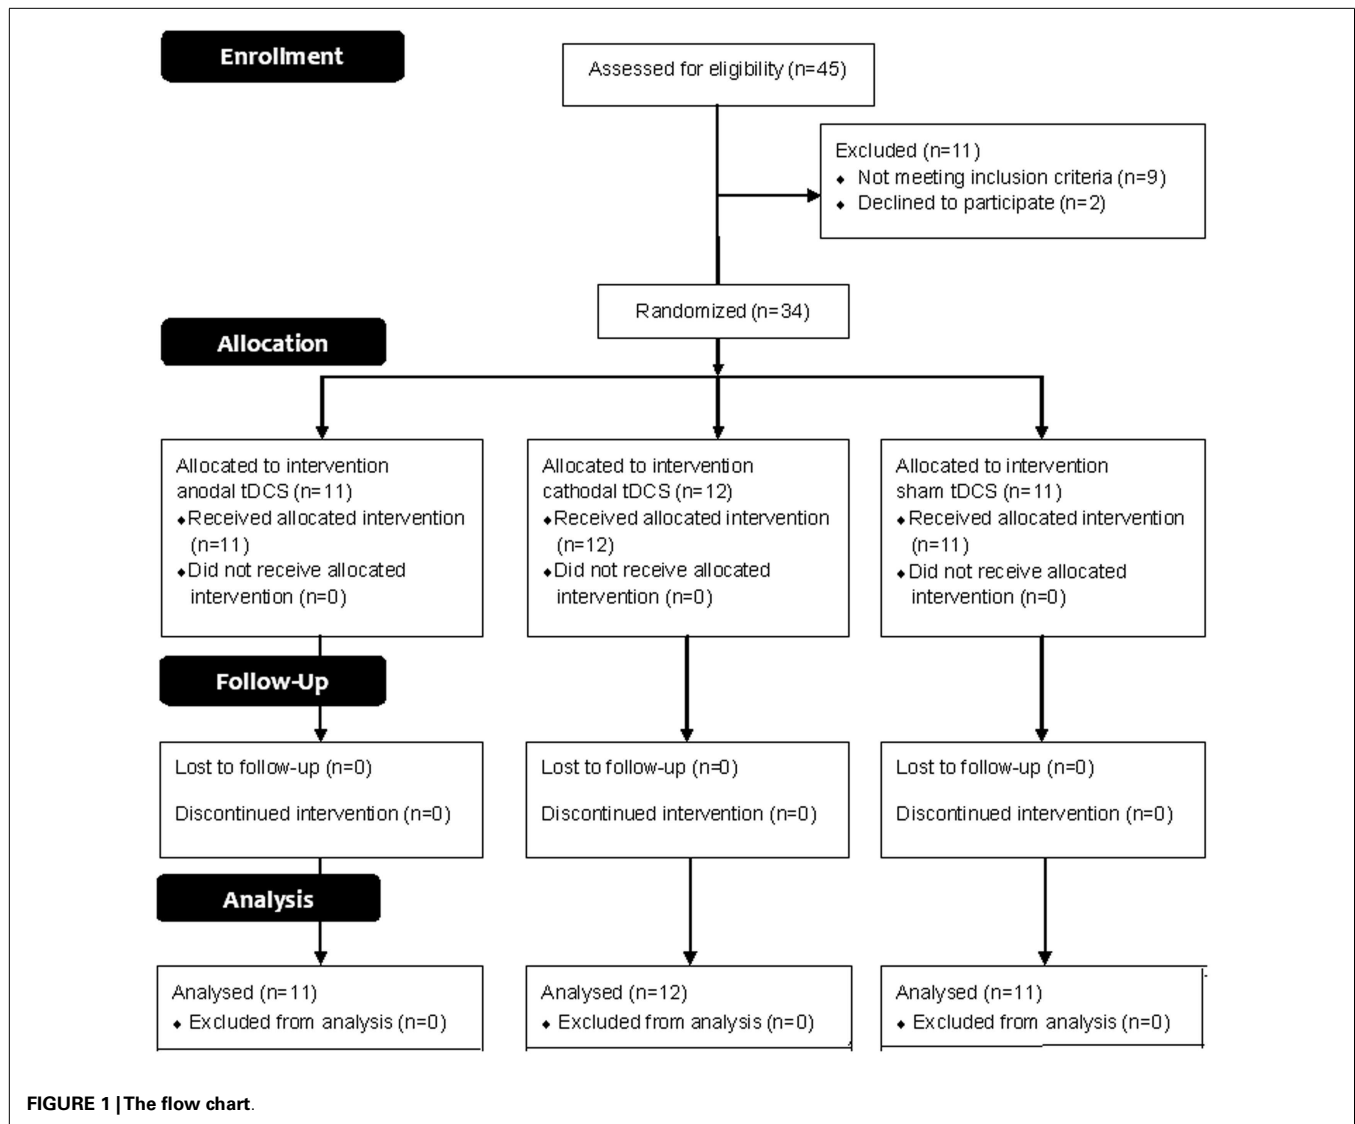 Enrollment
Assessed for eligibility (n=45)
Excluded (n=11)
♦ Not meeting inclusion criteria (n=9)
♦ Declined to participate (n=2)
Randomized (n=34)
Allocation
Allocated to intervention
anodal tDCS (n=11)
♦Received allocated intervention
(n=11)
♦Did not receive allocated
intervention (n=0)
Allocated to intervention
cathodal tDCS (n=12)
♦Received allocated intervention
(n=12)
♦Did not receive allocated
intervention (n=0)
Allocated to intervention
sham tDCS (n=11)
♦Received allocated intervention
(n=11)
♦Did not receive allocated
intervention (n=0)
Follow-Up
Lost to follow-up (n=0)
Discontinued intervention (n=0)
Lost to follow-up (n=0)
Discontinued intervention (n=0)
Lost to follow-up (n=0)
Discontinued intervention (n=0)
Analysis
Analysed (n=11)
♦ Excluded from analysis (n=0)
Analysed (n=12)
♦ Excluded from analysis (n=0)
Analysed (n=11)
♦ Excluded from analysis (n=0)
FIGURE 1 | The flow chart.